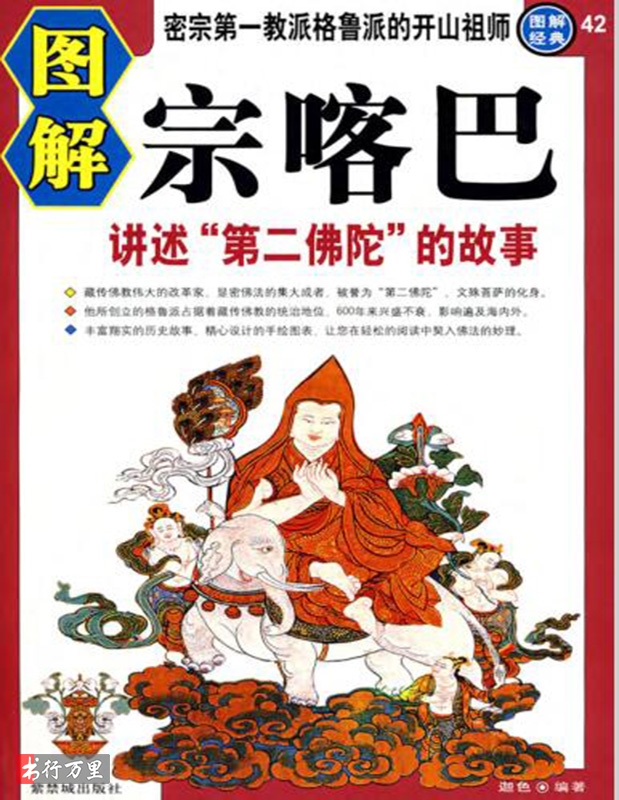 密宗第一教派格鲁派的开山祖师
图解
经典
42
图解
宗喀巴
讲述“第二佛陀”的故事
藏传佛教伟大的改革家、显密佛法的集大成者，被誉为“第二佛陀”、文殊菩萨的化身。
他所创立的格鲁派占据着藏传佛教的统治地位，600年来兴盛不衰，影响遍及海内外。
丰富翔实的历史故事、精心设计的手绘图表，让您在轻松的阅读中契入佛法的妙理。
书行万里
紫禁城出版社
迦色 编著